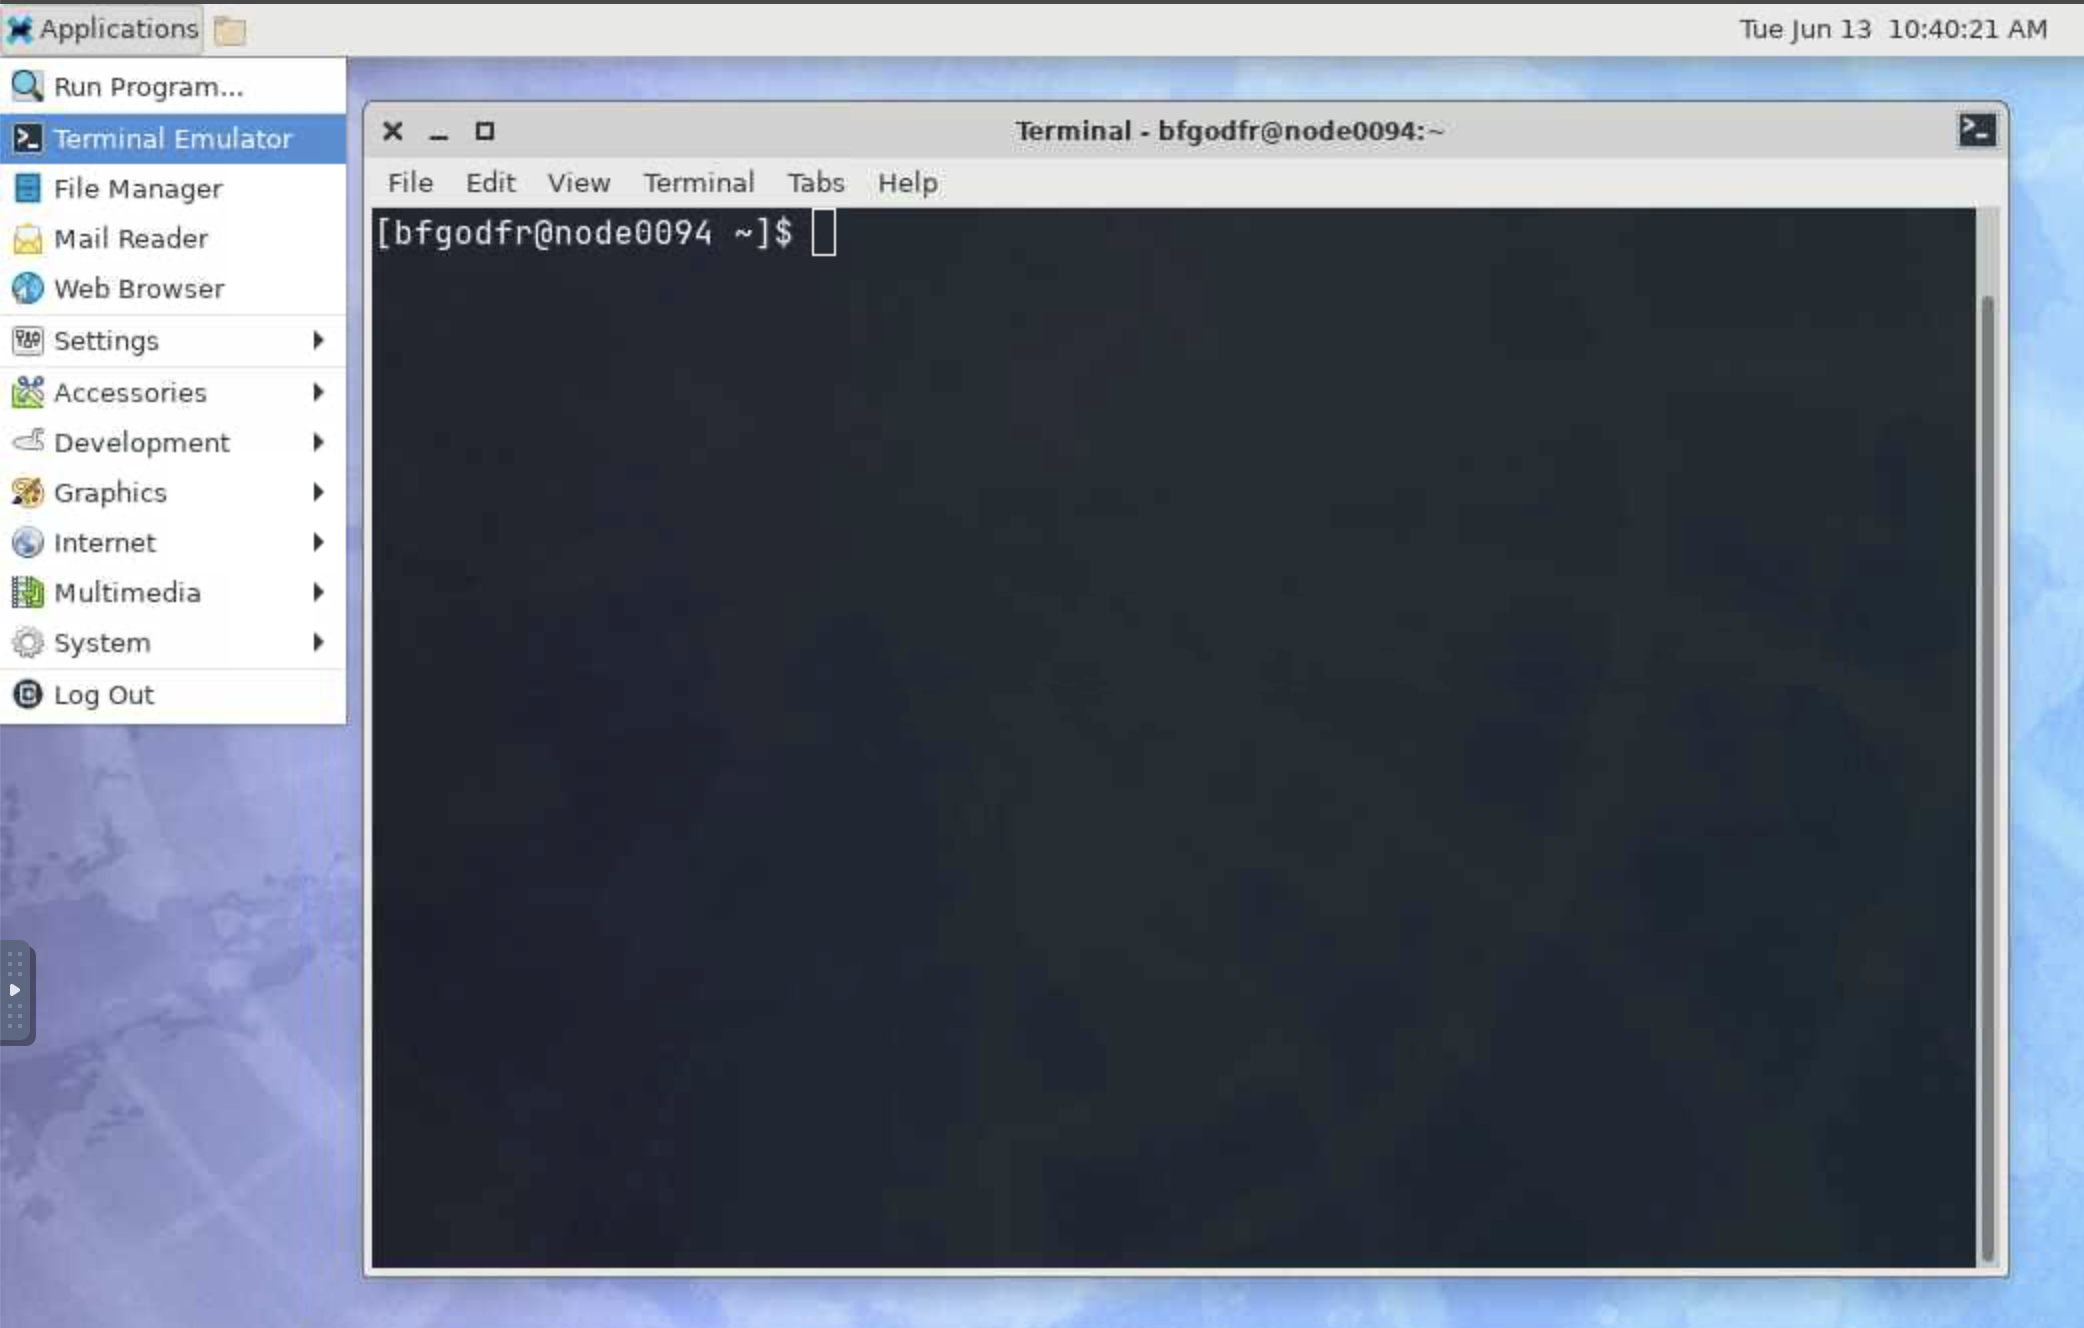 Applications
Tue Jun 13 10:40:21 AM
Run Program...
Terminal Emulator
File Manager
Mail Reader
Web Browser
Settings
Accessories
Development
Graphics
Internet
Multimedia
System
Log Out
Terminal - bfgodfr@node0094:~
File Edit View Terminal Tabs Help
[bfgodfr@node0094 ~]$